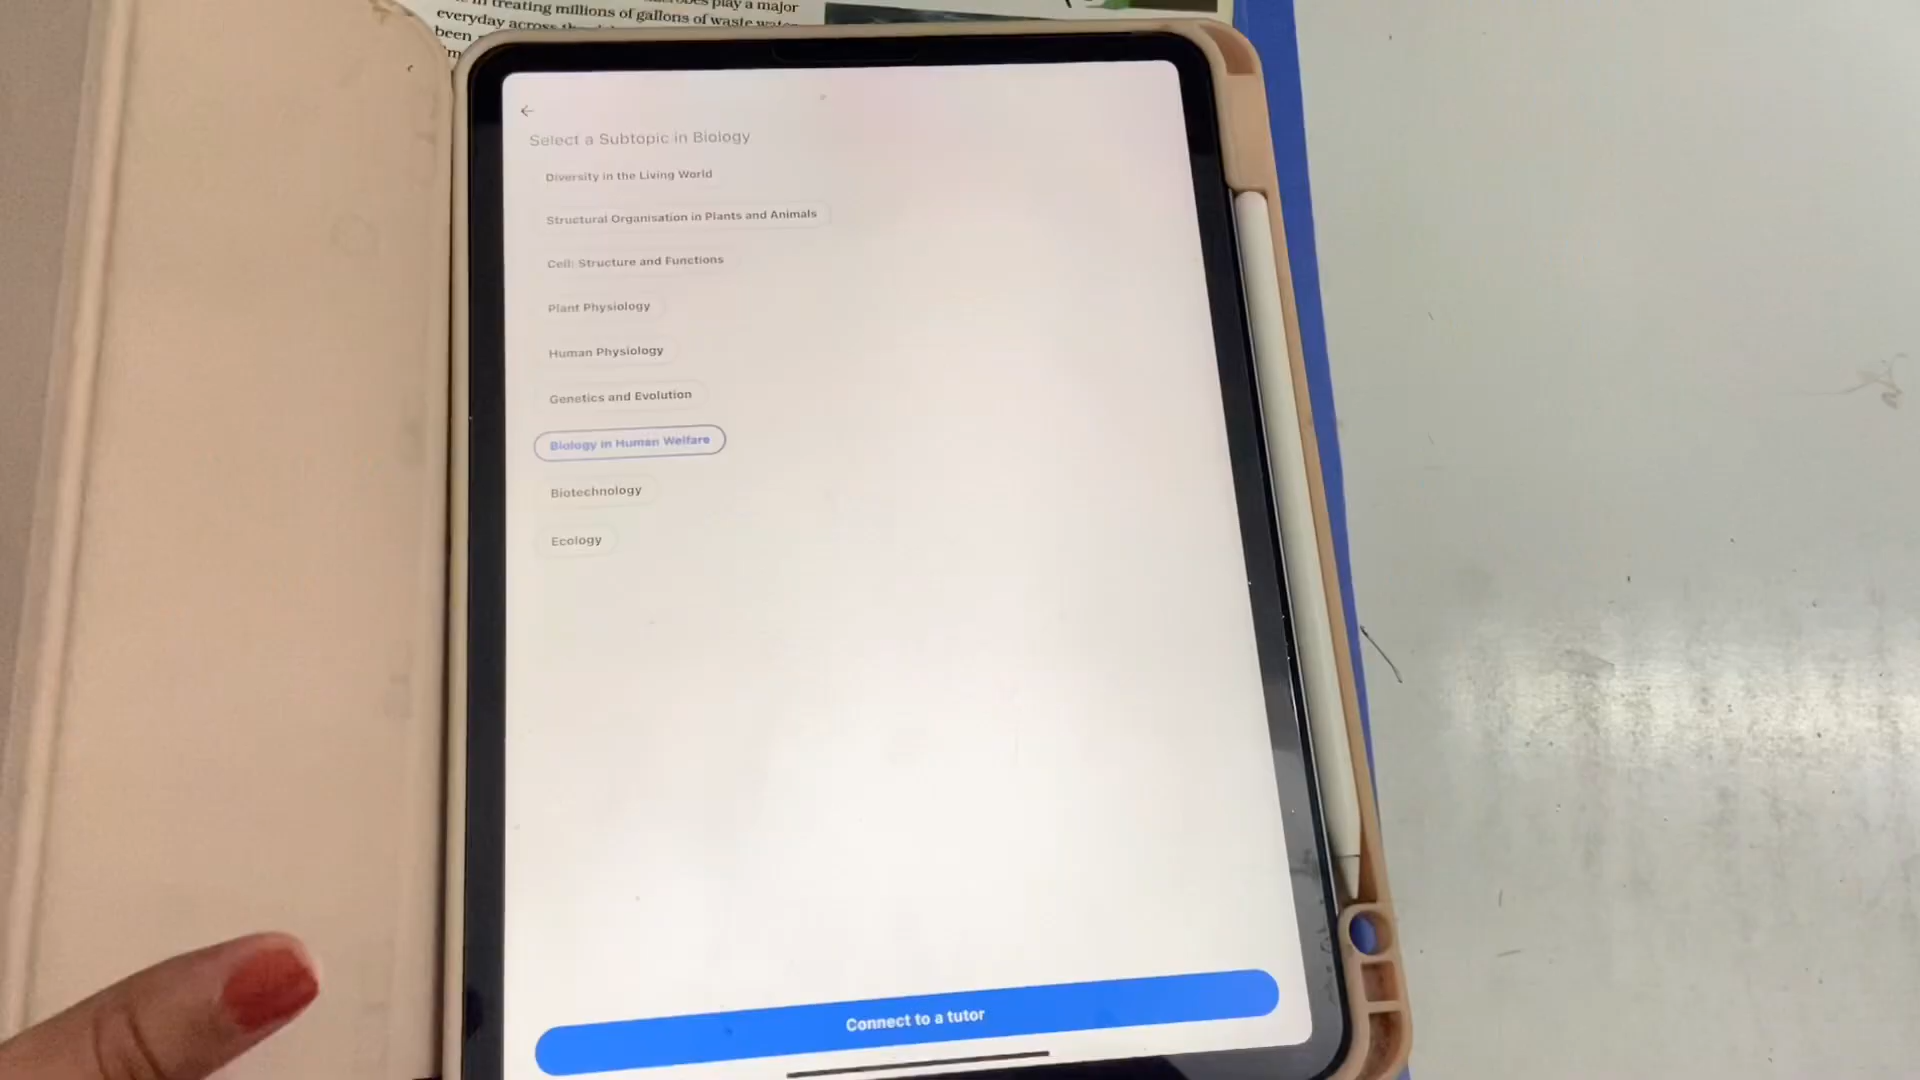 in treating millions of gallons of waste water
play a major
everyday across
been
Select a Subtopic in Biology
Diversity in the Living World
Structural Organisation in Plants and Animals
Cell: Structure and Functions
Plant Physiology
Human Physiology
Genetics and Evolution
Biology in Human Welfare
Biotechnology
Ecology
Connect to a tutor